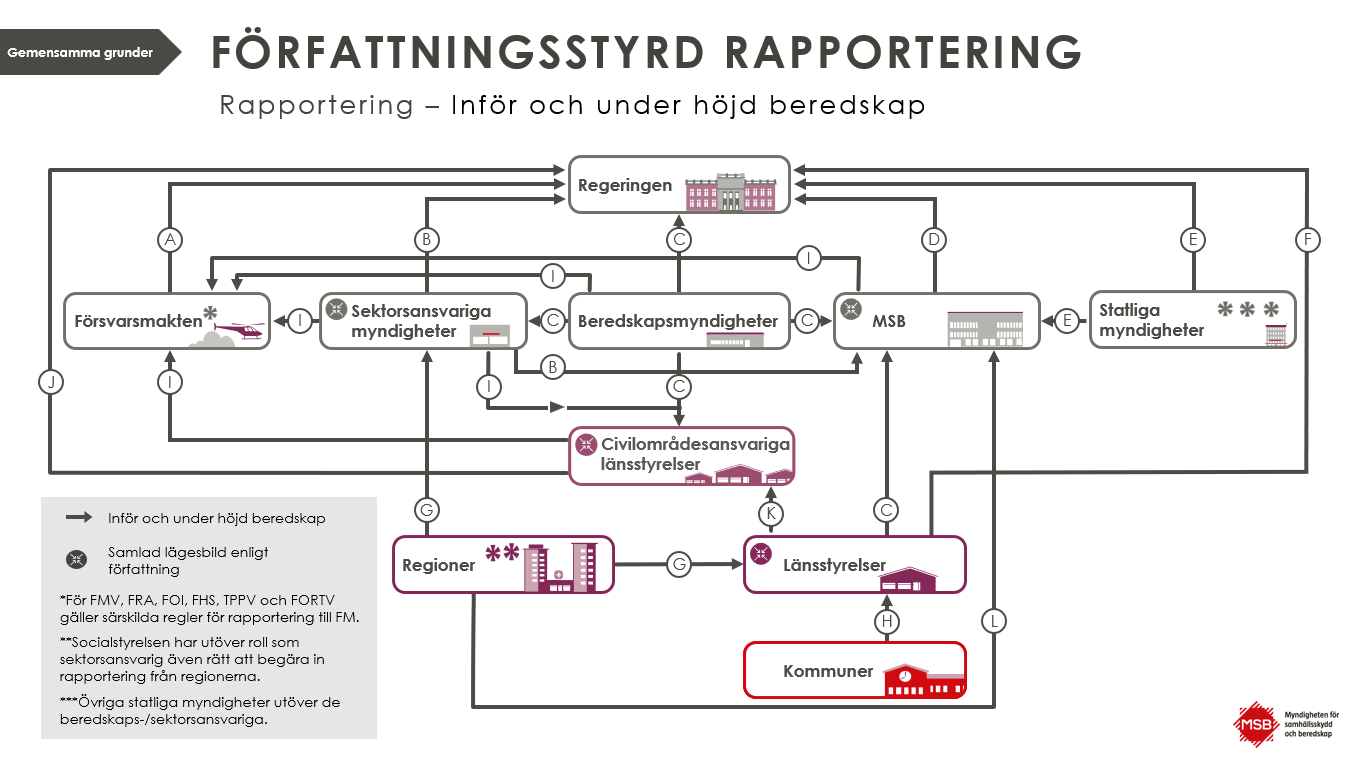 Gemensamma grunder
FÖRFATTNINGSSTYRD RAPPORTERING
Rapportering – Inför och under höjd beredskap
Regeringen
A
B
C
D
E
F
I
I
Försvarsmakten *
I
Sektorsansvariga
myndigheter
C
Beredskapsmyndigheter
C
MSB
E
Statliga
myndigheter
* * *
B
J
I
I
C
Civilområdesansvariga
länsstyrelser
G
K
C
Regioner **
G
Länsstyrelser
H
L
Kommuner
Inför och under höjd beredskap
Samlad lägesbild enligt
författning
*För FMV, FRA, FOI, FHS, TPPV och FORTV
gäller särskilda regler för rapportering till FM.
**Socialstyrelsen har utöver roll som
sektorsansvarig även rätt att begära in
rapportering från regionerna.
***Övriga statliga myndigheter utöver de
beredskaps-/sektorsansvariga.
MSB
Myndigheten för
samhällsskydd
och beredskap